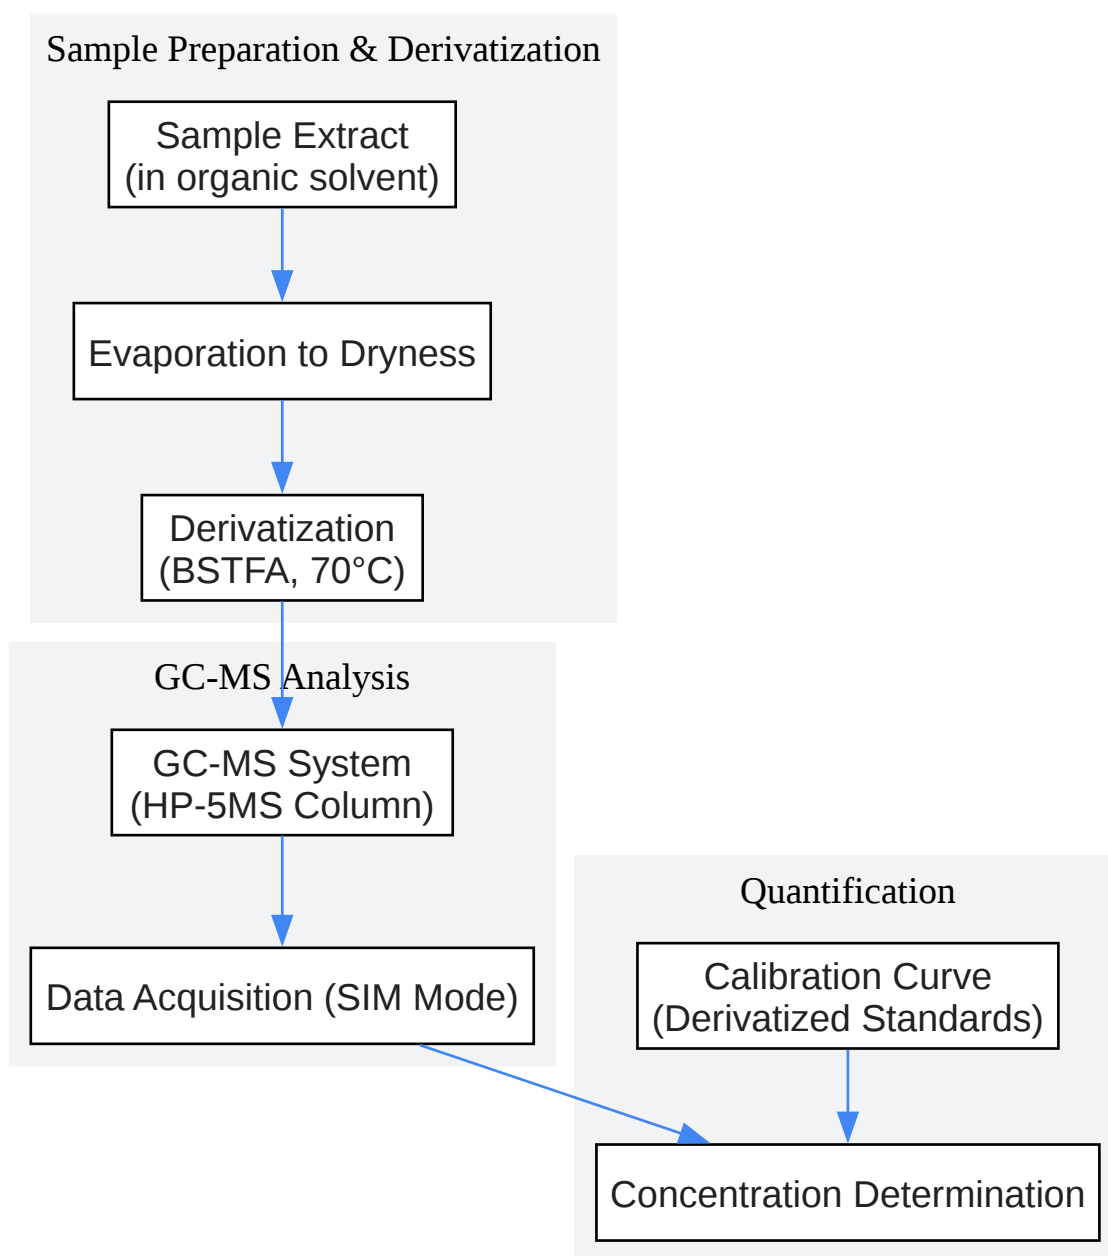 Sample Preparation & Derivatization
Sample Extract
(in organic solvent)
Evaporation to Dryness
Derivatization
(BSTFA, 70°C)
GC-MS Analysis
GC-MS System
(HP-5MS Column)
Data Acquisition (SIM Mode)
Quantification
Calibration Curve
(Derivatized Standards)
Concentration Determination